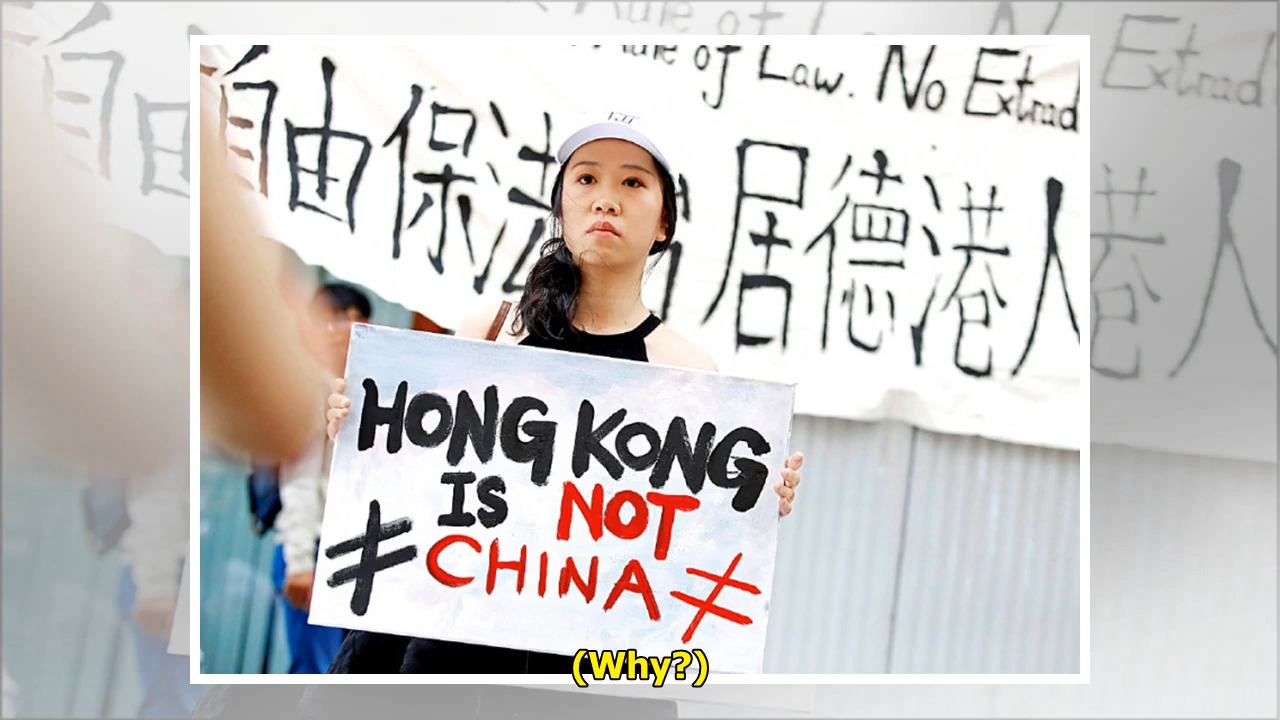 Rule of Law. No Extrad
自由保法
居德港人
HONG KONG
IS NOT
≠ CHINA ≠
(Why?)